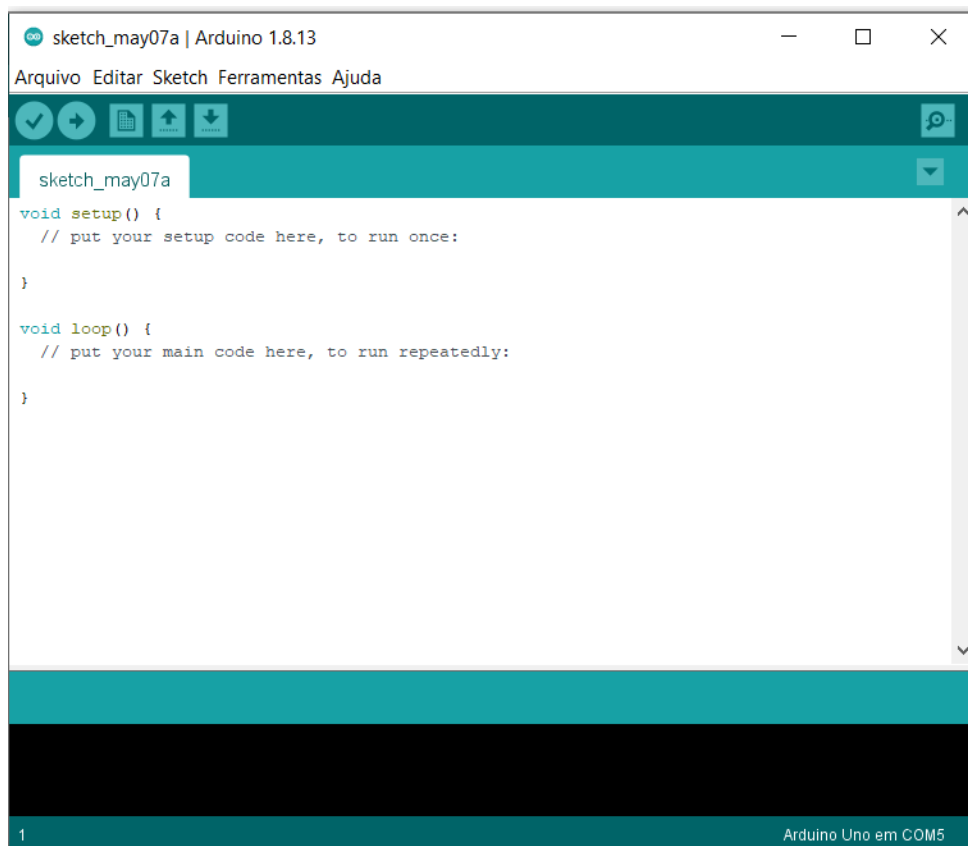 sketch_may07a | Arduino 1.8.13
Arquivo Editar Sketch Ferramentas Ajuda
sketch_may07a
void setup() {
  // put your setup code here, to run once:
}
void loop() {
  // put your main code here, to run repeatedly:
}
1
Arduino Uno em COM5